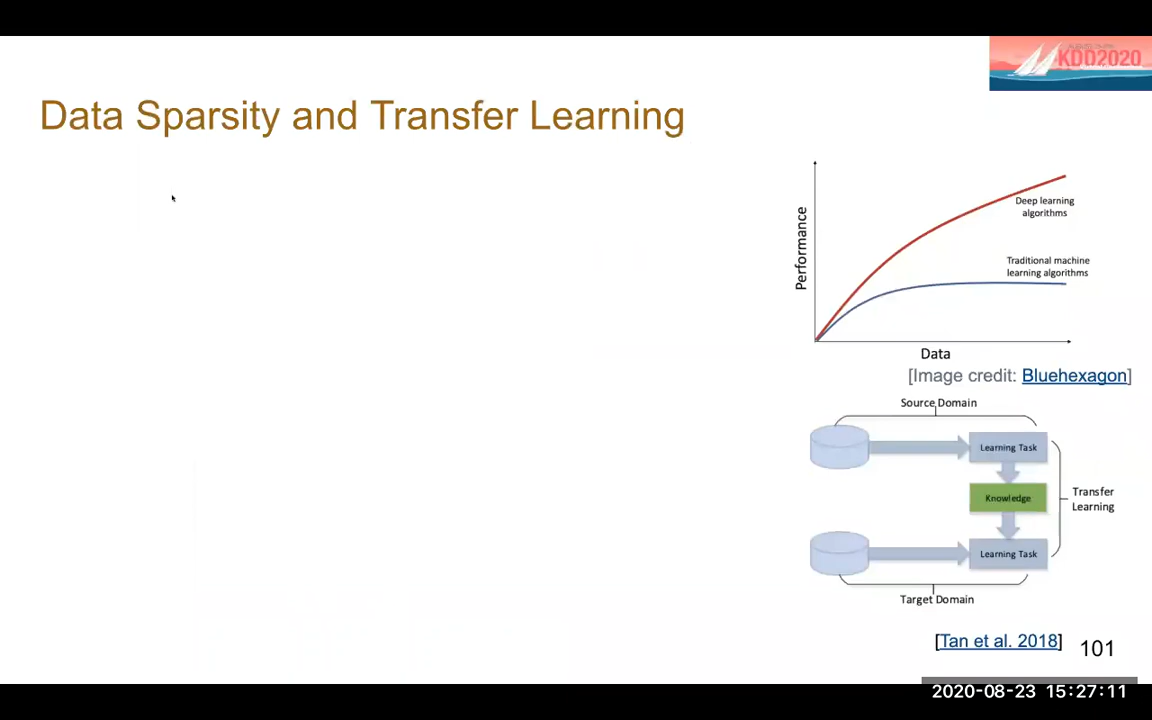 KDD2020
Data Sparsity and Transfer Learning
Performance
Deep learning
algorithms
Traditional machine
learning algorithms
Data
[Image credit: Bluehexagon]
Source Domain
Learning Task
Knowledge
Transfer
Learning
Learning Task
Target Domain
[Tan et al. 2018]
101
2020-08-23 15:27:11